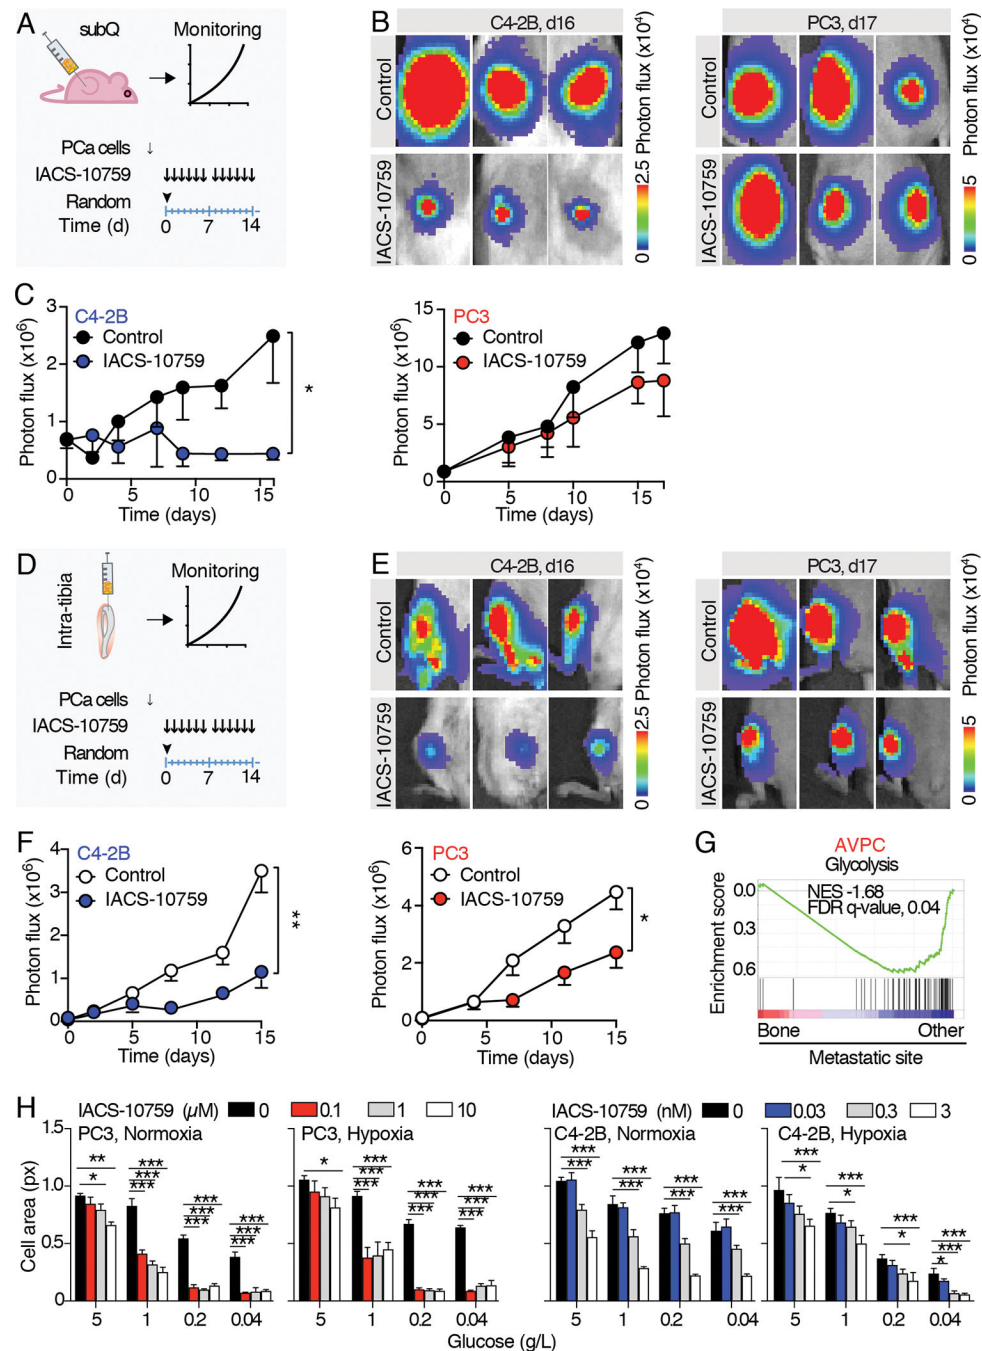 A
subQ
Monitoring
PCa cells ↓
IACS-10759
Random
Time (d)
0 7 14
B
C4-2B, d16
PC3, d17
Control
IACS-10759
Photon flux (x10⁴)
0 2.5
Control
IACS-10759
Photon flux (x10⁴)
0 5
C
C4-2B
Control
IACS-10759
Photon flux (x10⁶)
3
2
1
0
0 5 10 15
Time (days)
*
PC3
Control
IACS-10759
Photon flux (x10⁶)
15
10
5
0
0 5 10 15
Time (days)
D
Intra-tibia
Monitoring
PCa cells ↓
IACS-10759
Random
Time (d)
0 7 14
E
C4-2B, d16
PC3, d17
Control
IACS-10759
Photon flux (x10⁴)
0 2.5
Control
IACS-10759
Photon flux (x10⁴)
0 5
F
C4-2B
Control
IACS-10759
Photon flux (x10⁶)
4
3
2
1
0
0 5 10 15
Time (days)
**
PC3
Control
IACS-10759
Photon flux (x10⁶)
6
4
2
0
0 5 10 15
Time (days)
*
G
AVPC
Glycolysis
NES -1.68
FDR q-value, 0.04
Enrichment score
0.0
0.3
0.6
Bone Other
Metastatic site
H
IACS-10759 (µM) 0 0.1 1 10
IACS-10759 (nM) 0 0.03 0.3 3
PC3, Normoxia
PC3, Hypoxia
C4-2B, Normoxia
C4-2B, Hypoxia
Cell area (px)
1.5
1.0
0.5
0
** *
*** *** ***
*** *** ***
*** *** ***
*
*** *** ***
*** *** ***
*** *** ***
1.5
1.0
0.5
0
*** ***
*** ***
*** ***
*** ***
*** *
*** *
*** *
*** *** *
5 1 0.2 0.04
5 1 0.2 0.04
5 1 0.2 0.04
5 1 0.2 0.04
Glucose (g/L)